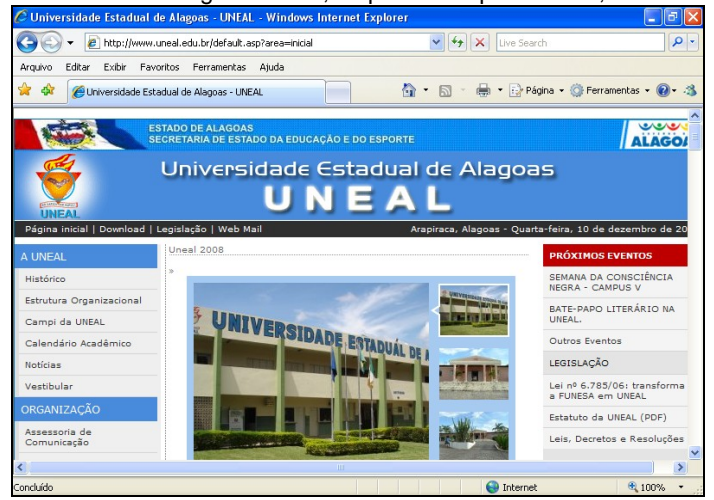 Universidade Estadual de Alagoas - UNEAL - Windows Internet Explorer
http://www.uneal.edu.br/default.asp?area=inicial
Live Search
Arquivo Editar Exibir Favoritos Ferramentas Ajuda
Universidade Estadual de Alagoas - UNEAL
Página Ferramentas
ESTADO DE ALAGOAS
SECRETARIA DE ESTADO DA EDUCAÇÃO E DO ESPORTE
ALAGO
UNEAL
Universidade Estadual de Alagoas
UNEAL
Página inicial | Download | Legislação | Web Mail
Arapiraca, Alagoas - Quarta-feira, 10 de dezembro de 20
A UNEAL
Histórico
Estrutura Organizacional
Campi da UNEAL
Calendário Acadêmico
Notícias
Vestibular
ORGANIZAÇÃO
Assessoria de
Comunicação
Uneal 2008
»
UNIVERSIDADE ESTADUAL DE A
PRÓXIMOS EVENTOS
SEMANA DA CONSCIÊNCIA
NEGRA - CAMPUS V
BATE-PAPO LITERÁRIO NA
UNEAL.
Outros Eventos
LEGISLAÇÃO
Lei nº 6.785/06: transforma
a FUNESA em UNEAL
Estatuto da UNEAL (PDF)
Leis, Decretos e Resoluções
Concluído
Internet
100%